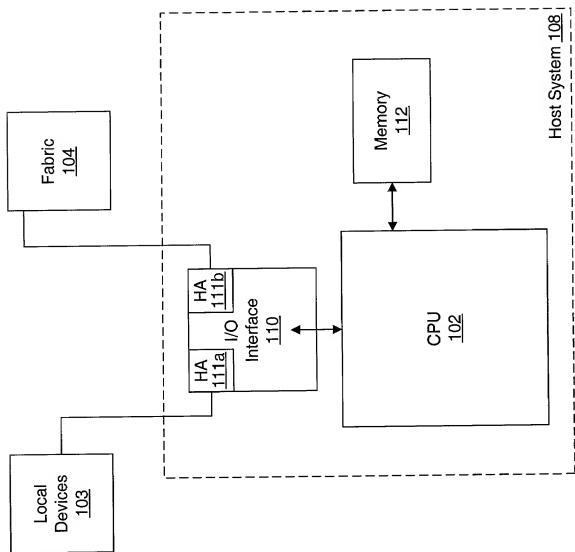 Local
Devices
103
Fabric
104
HA
111a
HA
111b
I/O
Interface
110
CPU
102
Memory
112
Host System 108